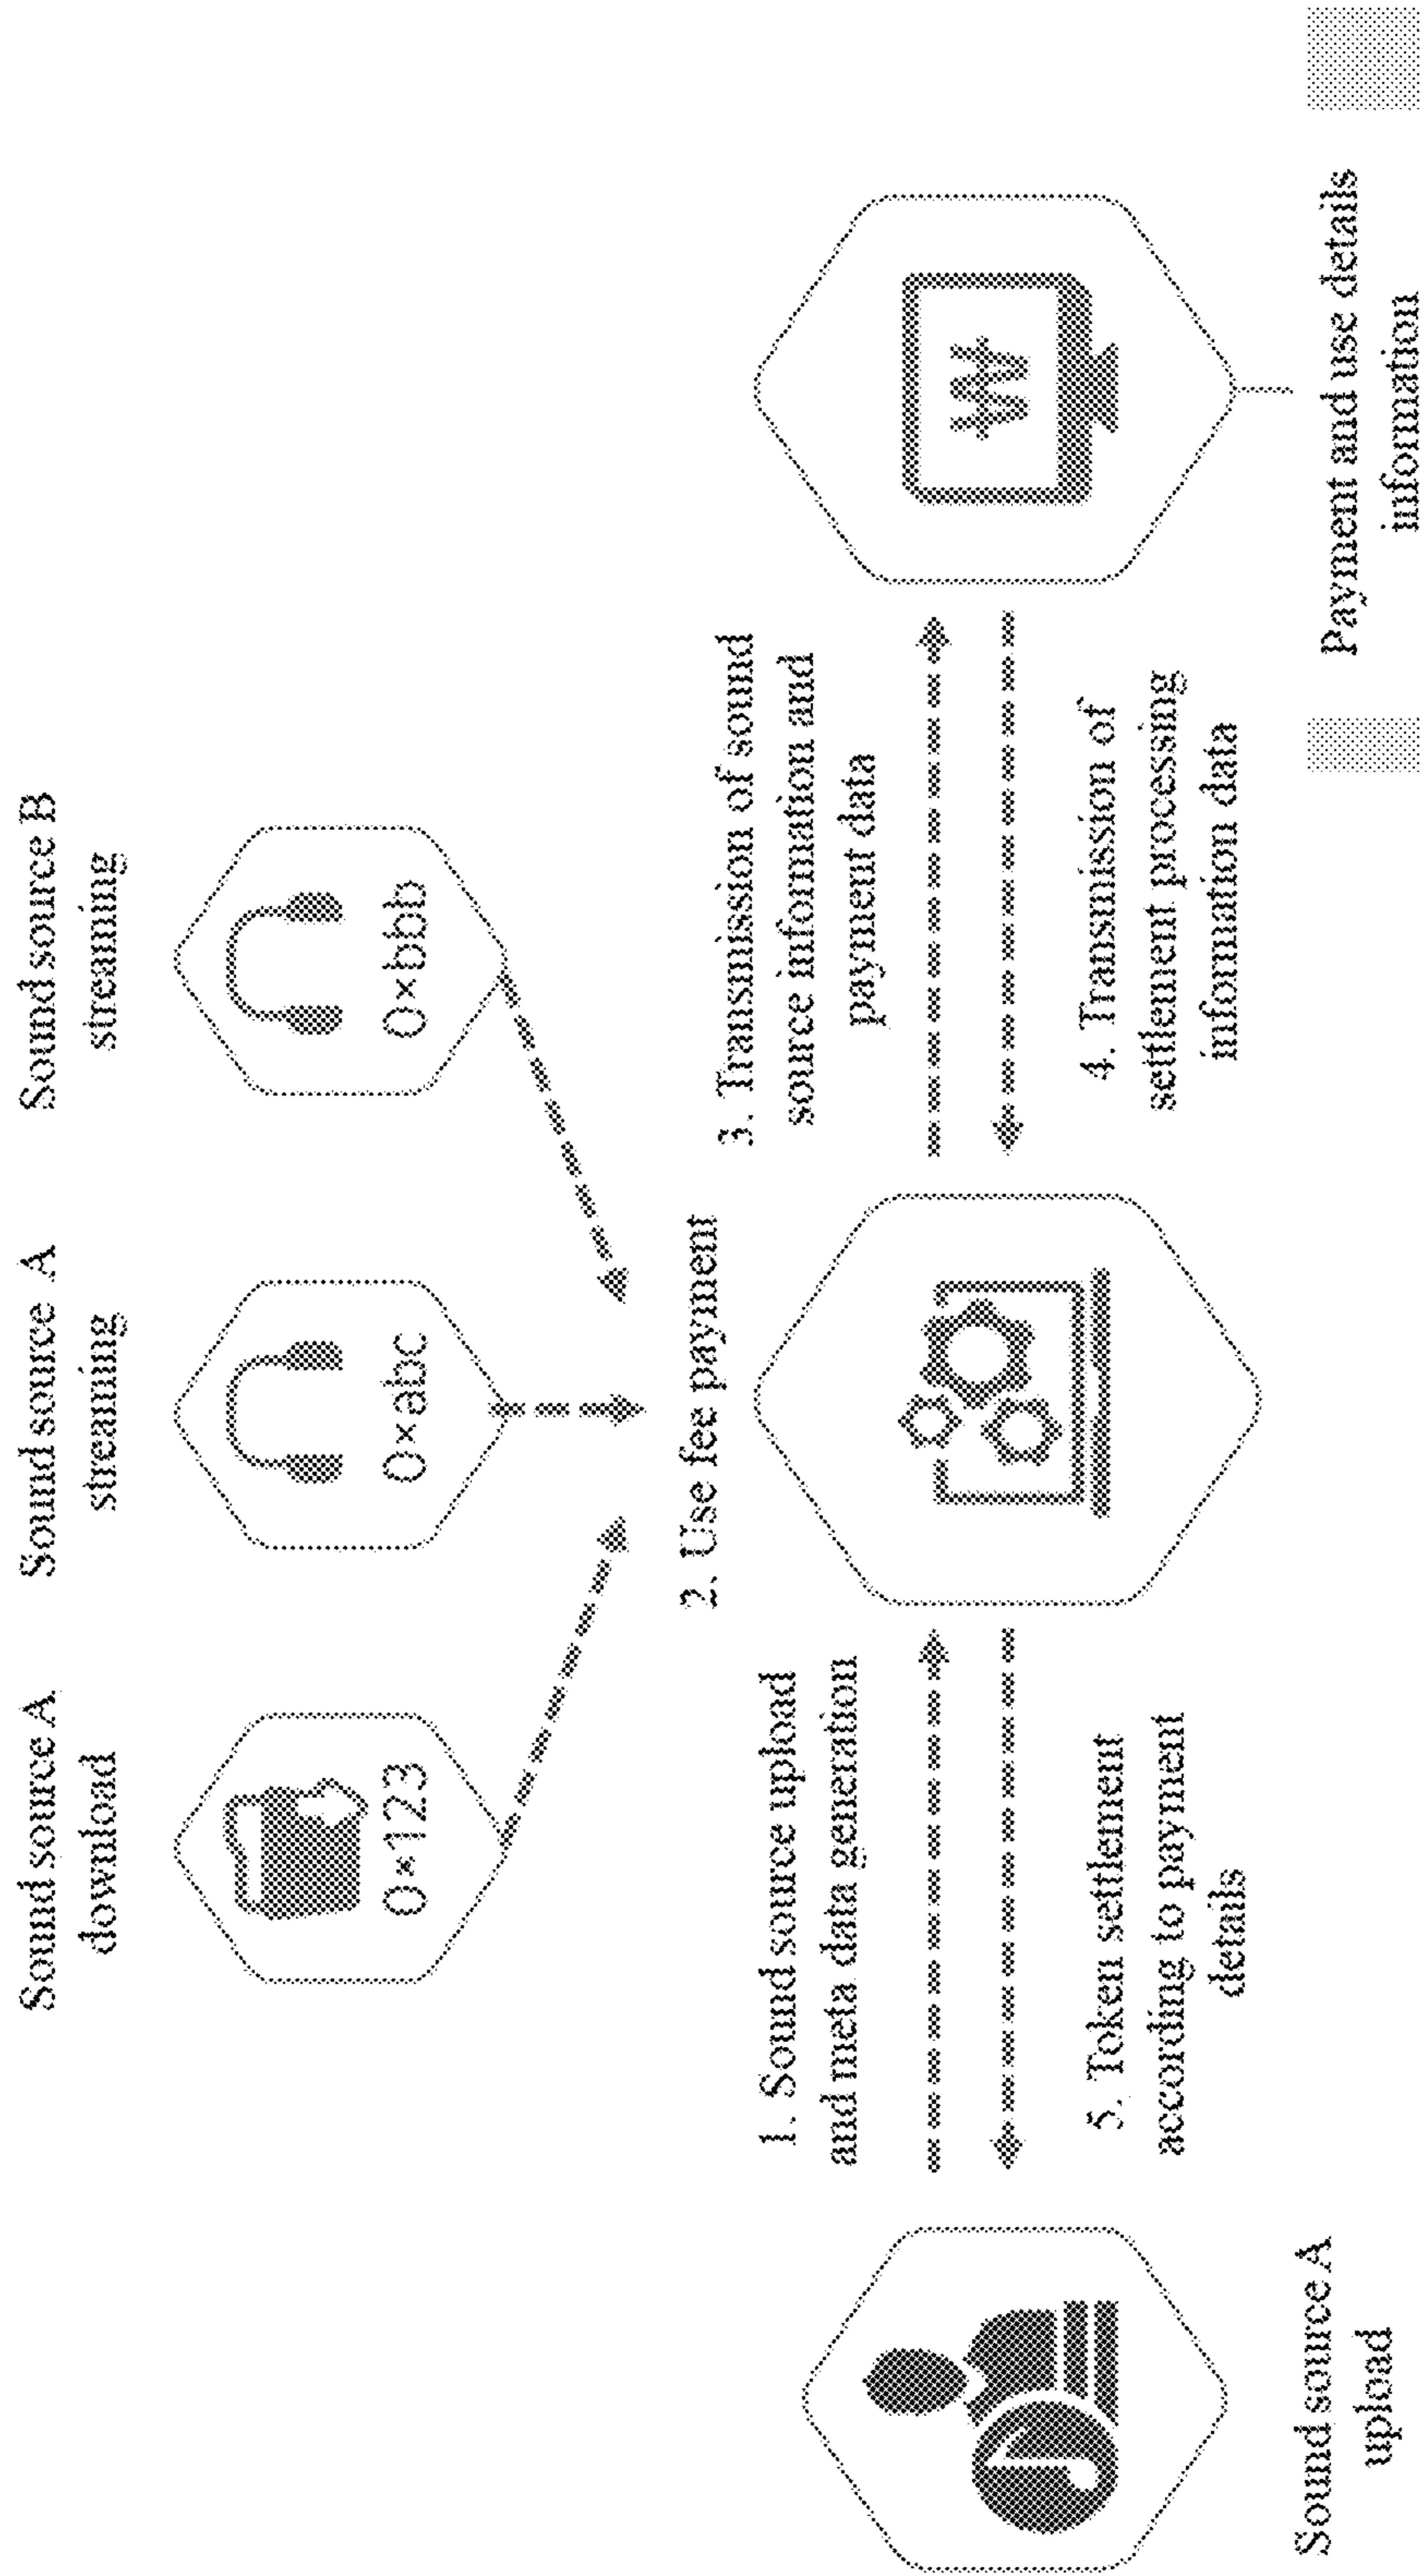 Sound source A
download
Sound source A
streaming
Sound source B
streaming
0×123
0×abc
0×bbb
2. Use fee payment
1. Sound source upload
and meta data generation
3. Transmission of sound
source information and
payment data
₩
5. Token settlement
according to payment
details
4. Transmission of
settlement processing
information data
Sound source A
upload
Payment and use details
information